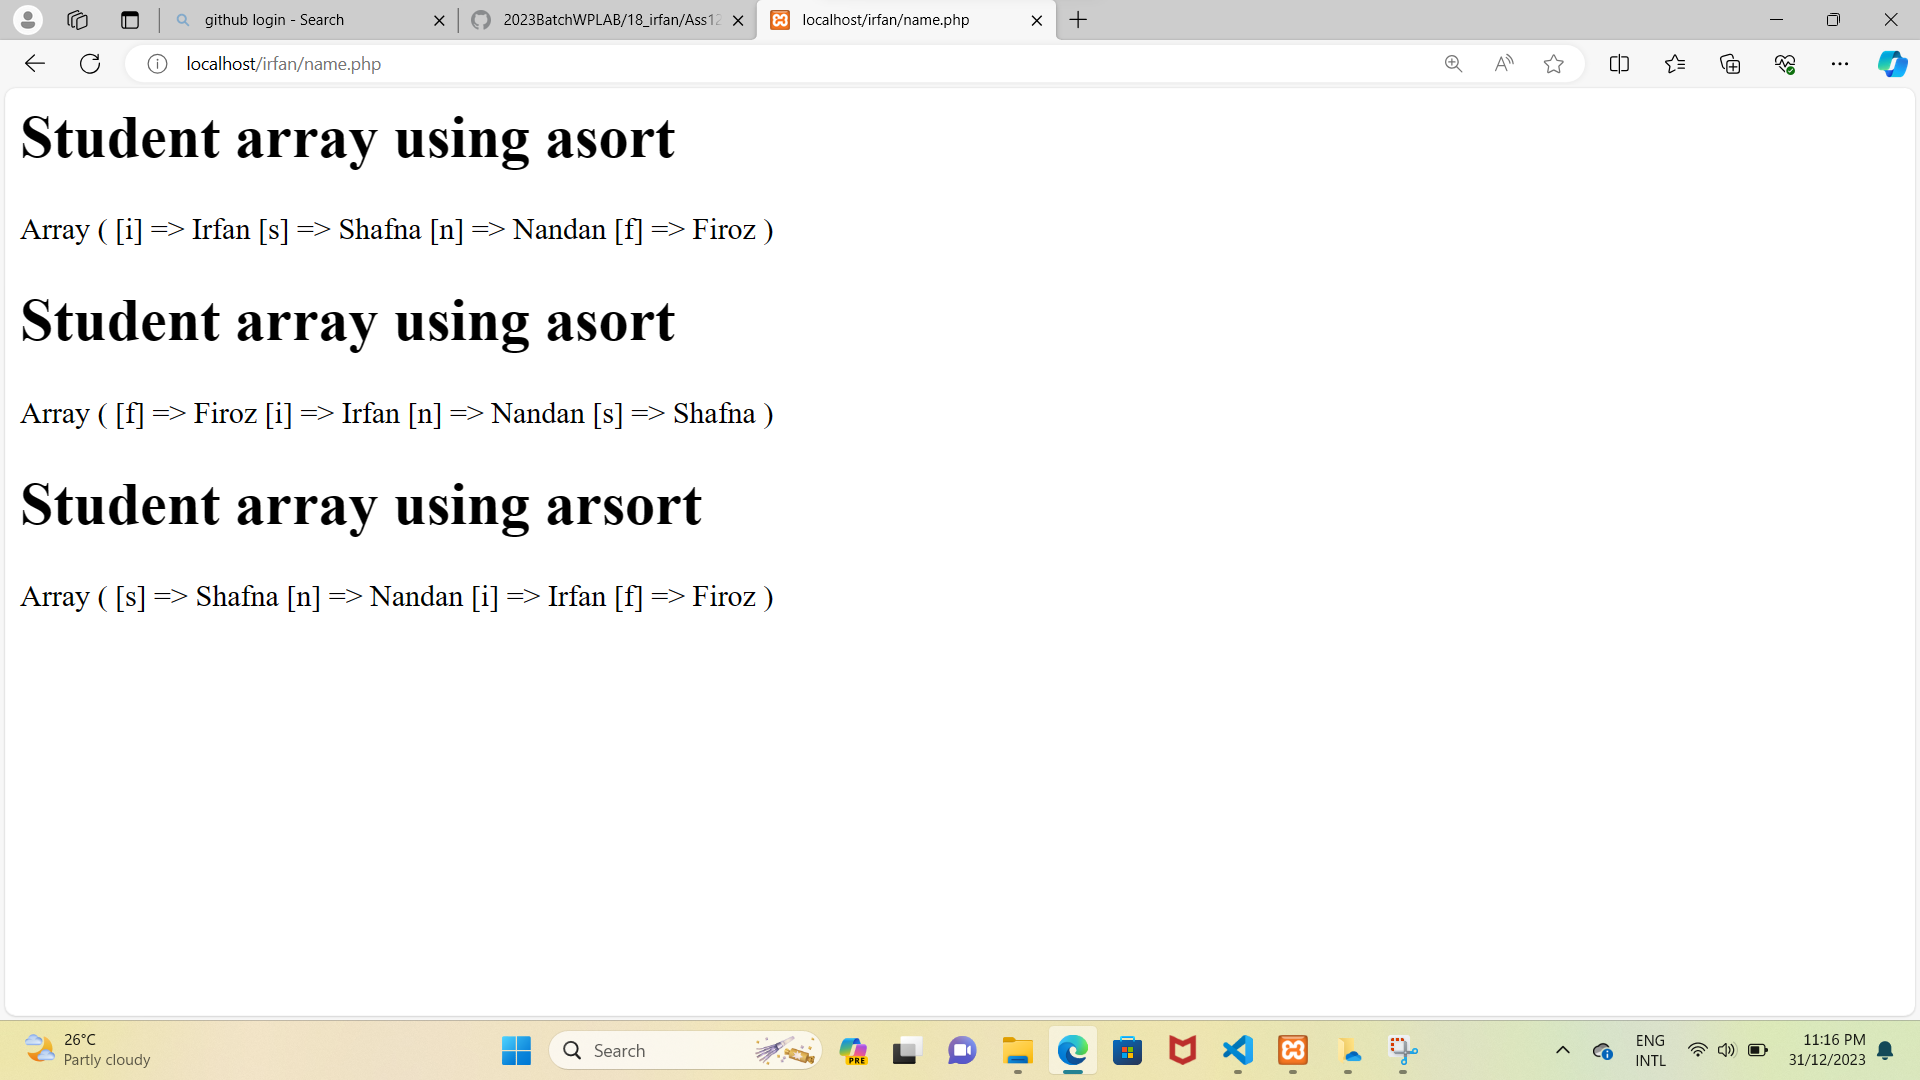 github login - Search
2023BatchWPLAB/18_irfan/Ass12
localhost/irfan/name.php
localhost/irfan/name.php
Student array using asort
Array ( [i] => Irfan [s] => Shafna [n] => Nandan [f] => Firoz )
Student array using asort
Array ( [f] => Firoz [i] => Irfan [n] => Nandan [s] => Shafna )
Student array using arsort
Array ( [s] => Shafna [n] => Nandan [i] => Irfan [f] => Firoz )
26°C
Partly cloudy
Search
PRE
ENG
INTL
11:16 PM
31/12/2023